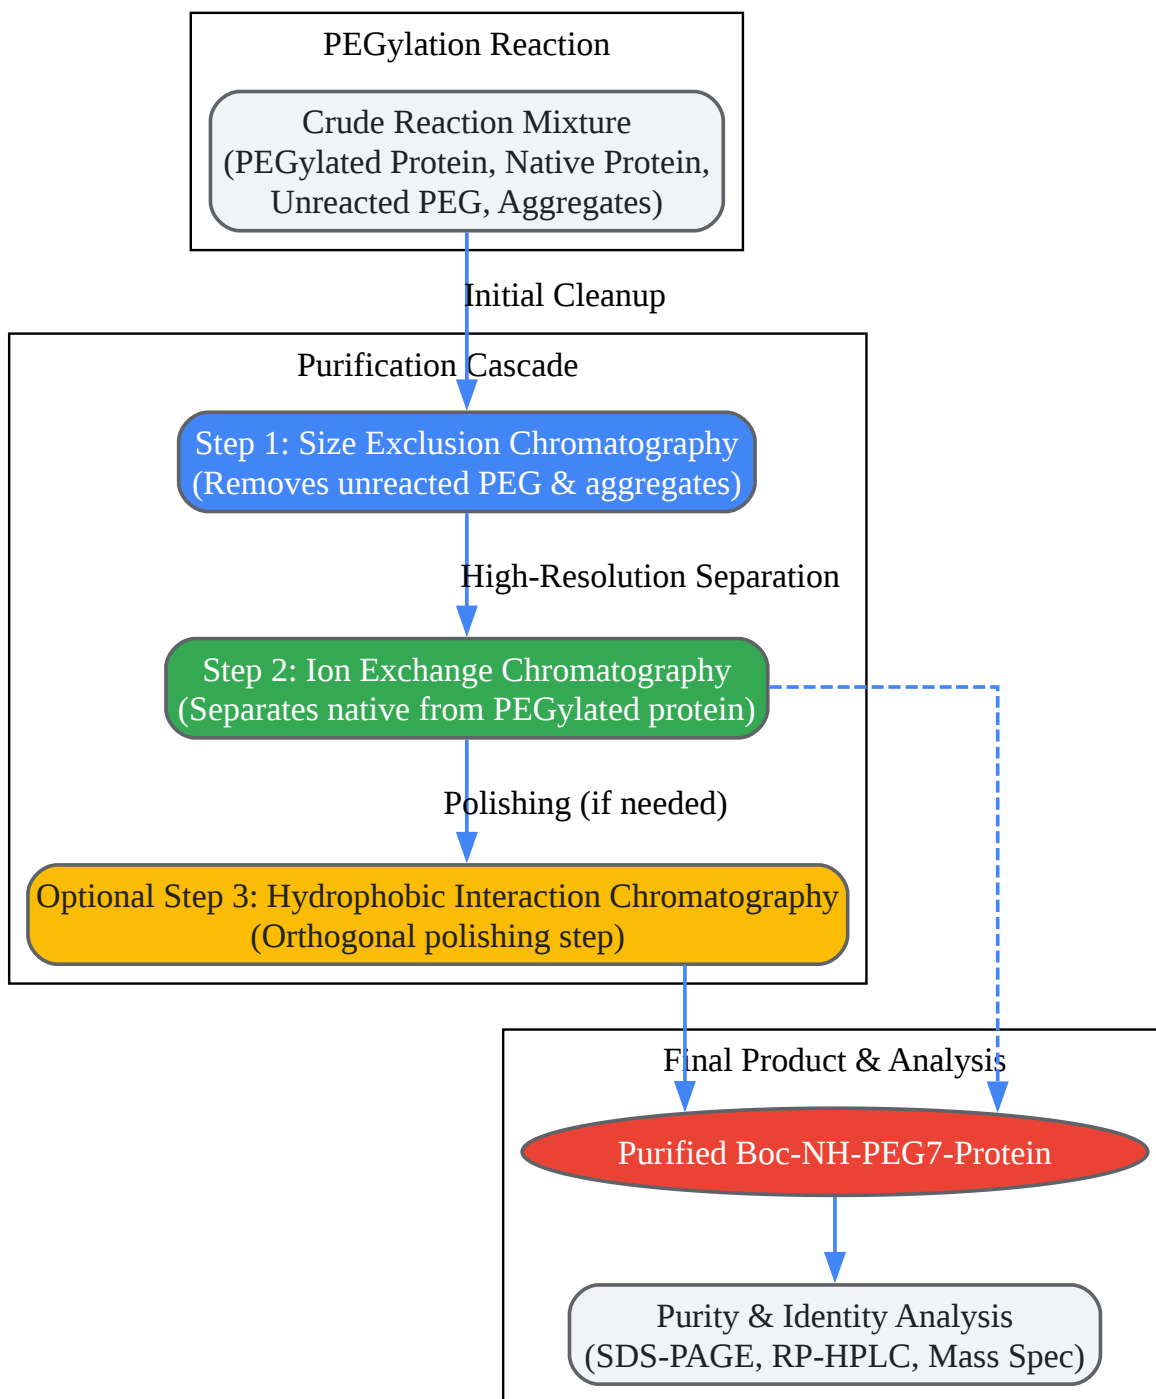 PEGylation Reaction
Crude Reaction Mixture
(PEGylated Protein, Native Protein,
Unreacted PEG, Aggregates)
Initial Cleanup
Purification Cascade
Step 1: Size Exclusion Chromatography
(Removes unreacted PEG & aggregates)
High-Resolution Separation
Step 2: Ion Exchange Chromatography
(Separates native from PEGylated protein)
Polishing (if needed)
Optional Step 3: Hydrophobic Interaction Chromatography
(Orthogonal polishing step)
Final Product & Analysis
Purified Boc-NH-PEG7-Protein
Purity & Identity Analysis
(SDS-PAGE, RP-HPLC, Mass Spec)